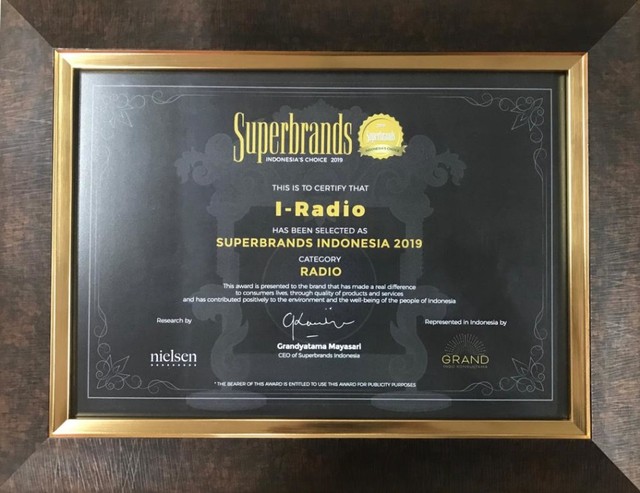 Superbrands
INDONESIA'S CHOICE 2019
Superbrands
INDONESIA'S CHOICE
THIS IS TO CERTIFY THAT
I-Radio
HAS BEEN SELECTED AS
SUPERBRANDS INDONESIA 2019
CATEGORY
RADIO
This award is presented to the brand that has made a real difference
to consumers lives, through quality of products and services
and has contributed positively to the environment and the well-being of the people of Indonesia
Research by
nielsen
Grandyatama Mayasari
CEO of Superbrands Indonesia
Represented in Indonesia by
GRAND
* THE BEARER OF THIS AWARD IS ENTITLED TO USE THIS AWARD FOR PUBLICITY PURPOSES